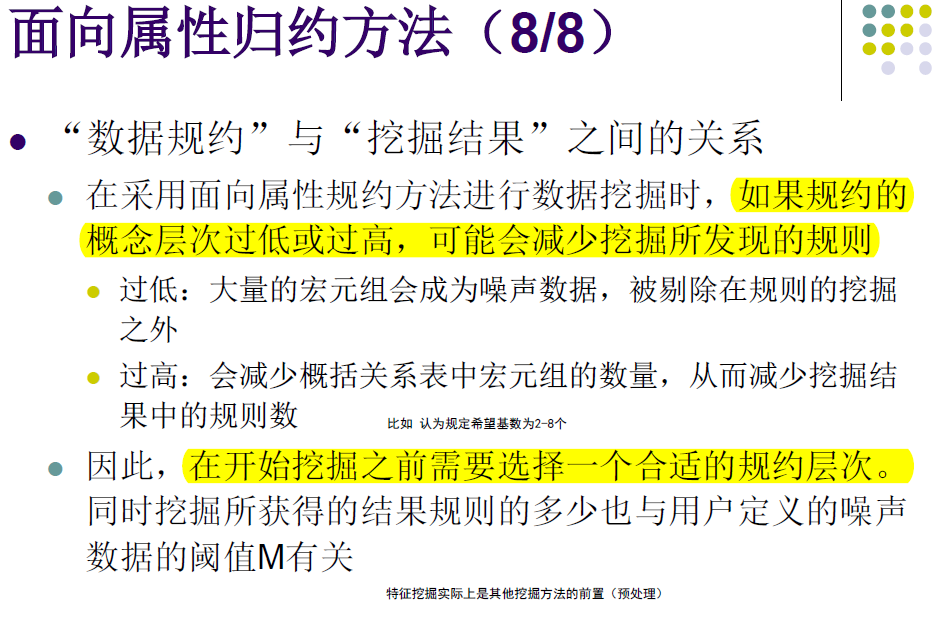 面向属性归约方法（8/8）
“数据规约”与“挖掘结果”之间的关系
在采用面向属性规约方法进行数据挖掘时，如果规约的
概念层次过低或过高，可能会减少挖掘所发现的规则
过低：大量的宏元组会成为噪声数据，被剔除在规则的挖掘
之外
过高：会减少概括关系表中宏元组的数量，从而减少挖掘结
果中的规则数
比如 认为规定希望基数为2-8个
因此，在开始挖掘之前需要选择一个合适的规约层次。
同时挖掘所获得的结果规则的多少也与用户定义的噪声
数据的阈值M有关
特征挖掘实际上是其他挖掘方法的前置（预处理）